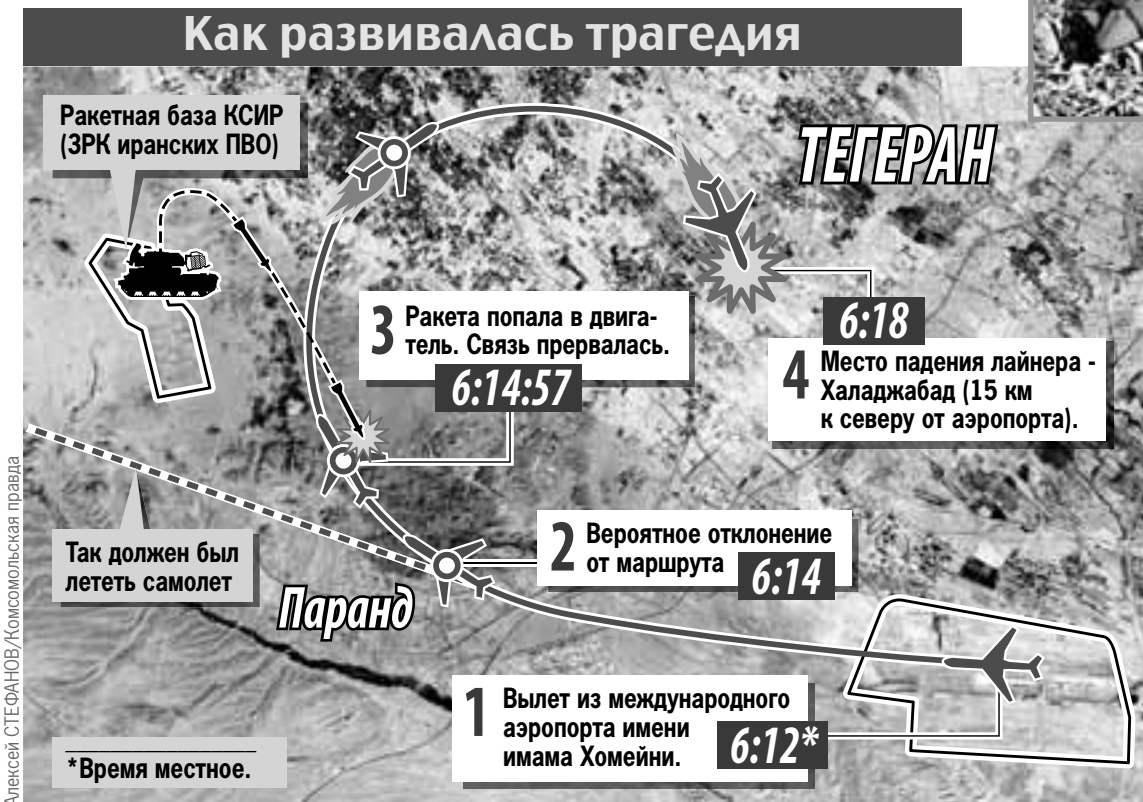 Как развивалась трагедия
Ракетная база КСИР
(ЗРК иранских ПВО)
ТЕГЕРАН
3 Ракета попала в двига-
тель. Связь прервалась.
6:14:57
6:18
4 Место падения лайнера -
Халаджабад (15 км
к северу от аэропорта).
Так должен был
лететь самолет
2 Вероятное отклонение
от маршрута 6:14
Паранд
1 Вылет из международного
аэропорта имени
имама Хомейни. 6:12*
*Время местное.
Алексей СТЕФАНОВ/Комсомольская правда